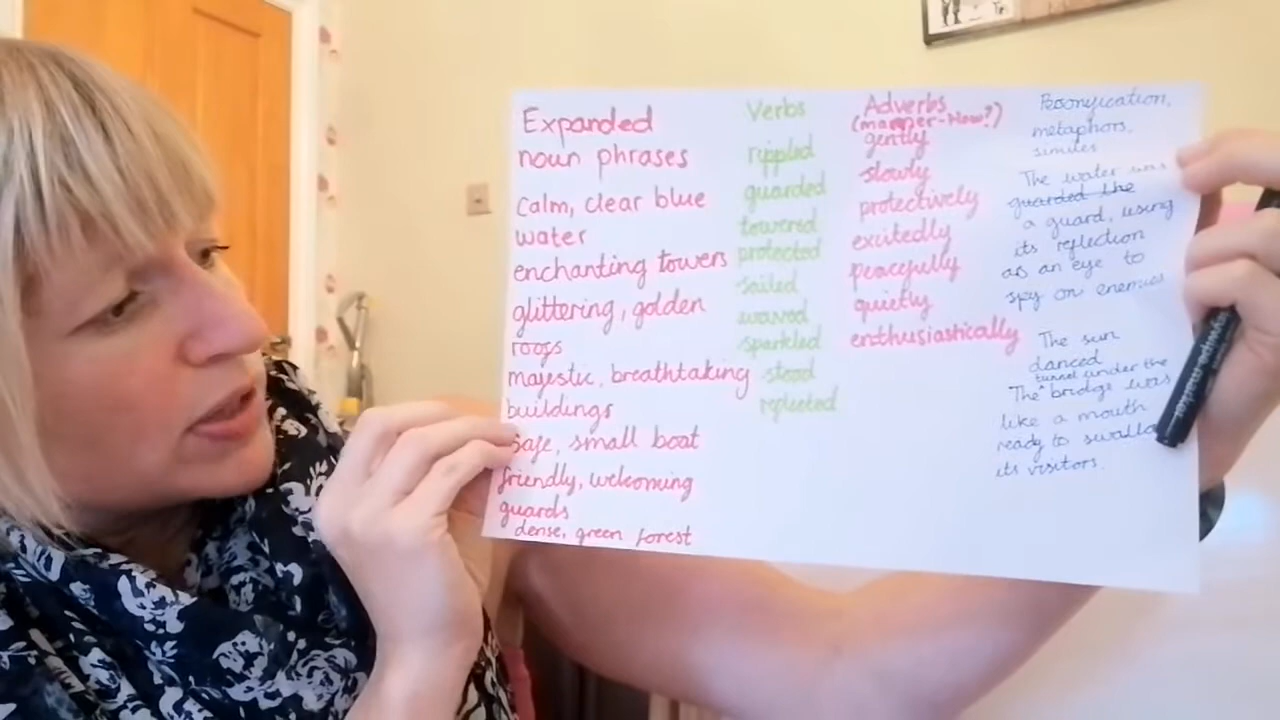 Expanded
noun phrases
calm, clear blue
water
enchanting towers
glittering, golden
roofs
majestic, breathtaking
buildings
safe, small boat
friendly, welcoming
guards
dense, green forest
Verbs
rippled
guarded
towered
protected
sailed
waved
sparkled
stood
reflected
Adverbs
(manner-How?)
gently
slowly
protectively
excitedly
peacefully
quietly
enthusiastically
Personification,
metaphors,
similes
The water was
guarded the
a guard, using
its reflection
as an eye to
spy on enemies
The sun
danced
tunnel under the
The bridge was
like a mouth
ready to swallow
its visitors.